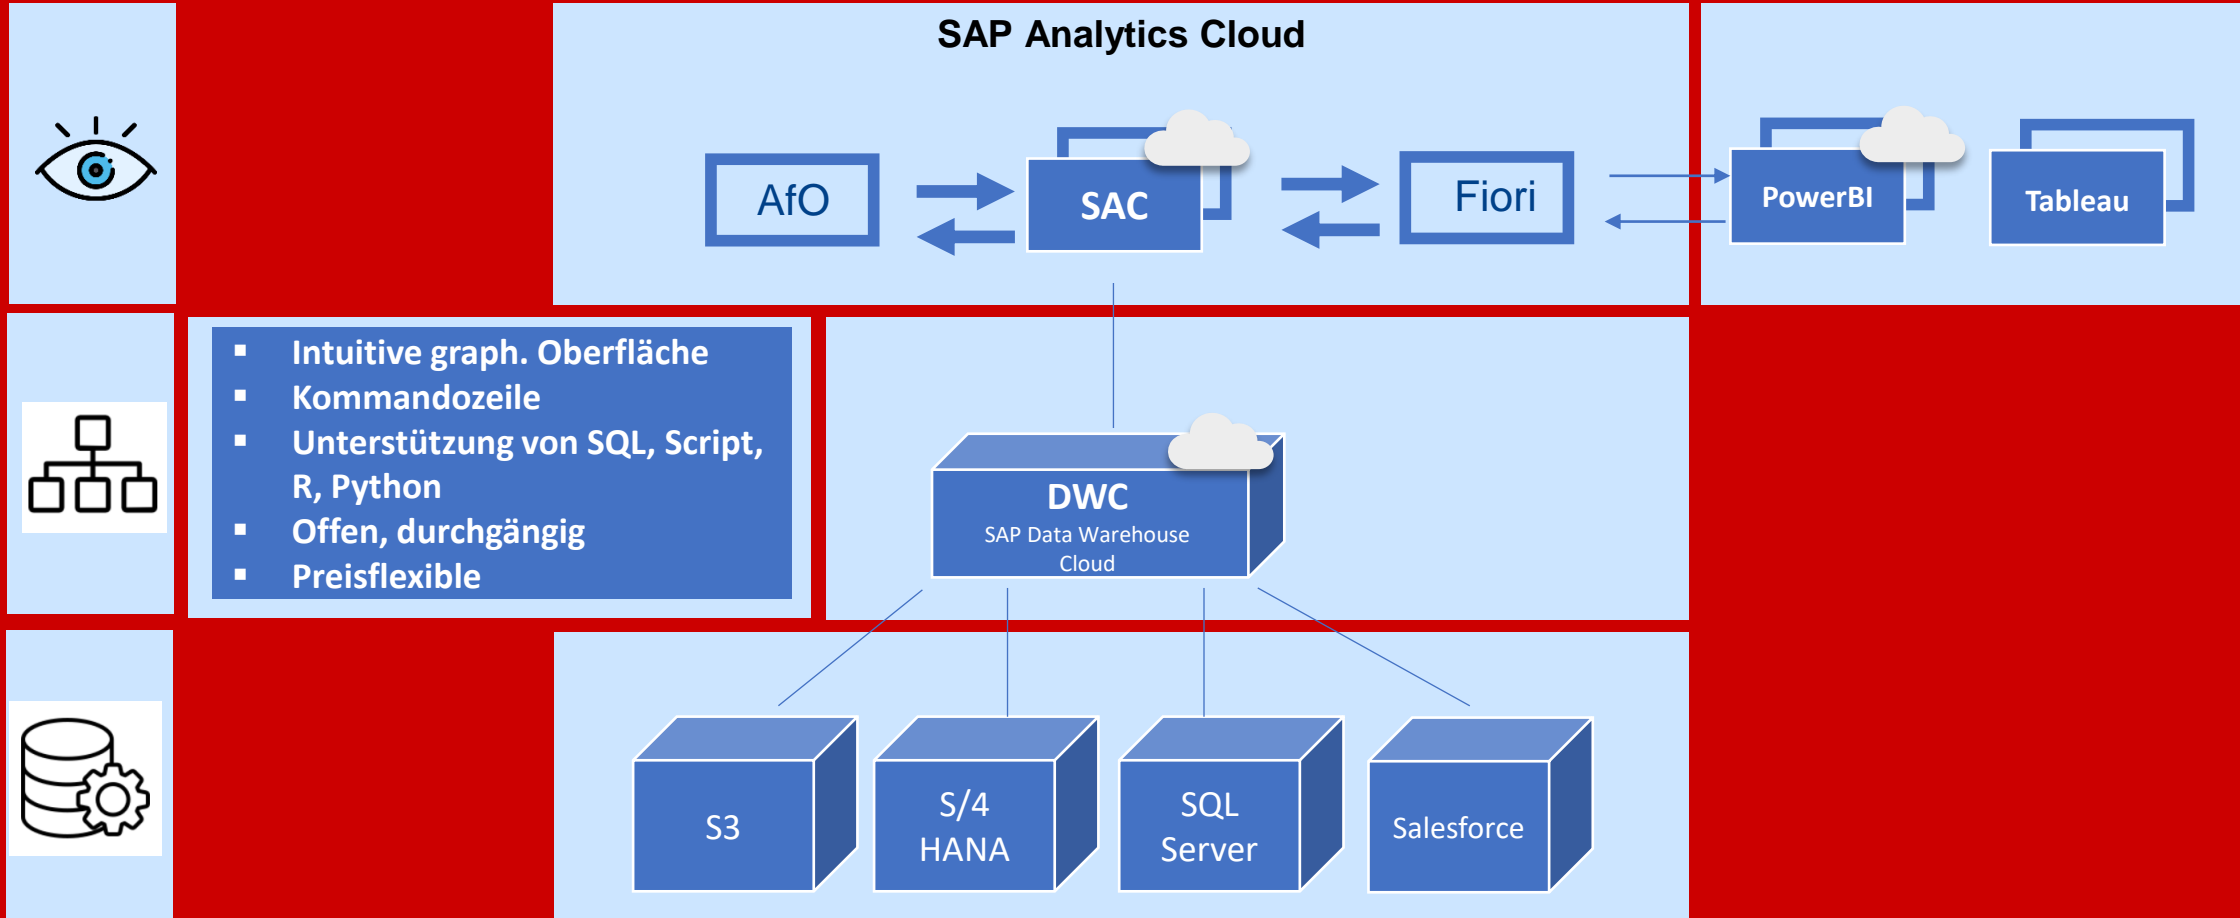 SAP Analytics Cloud
AfO
SAC
Fiori
PowerBI
Tableau
▪ Intuitive graph. Oberfläche
▪ Kommandozeile
▪ Unterstützung von SQL, Script,
R, Python
▪ Offen, durchgängig
▪ Preisflexible
DWC
SAP Data Warehouse
Cloud
S3
S/4
HANA
SQL
Server
Salesforce